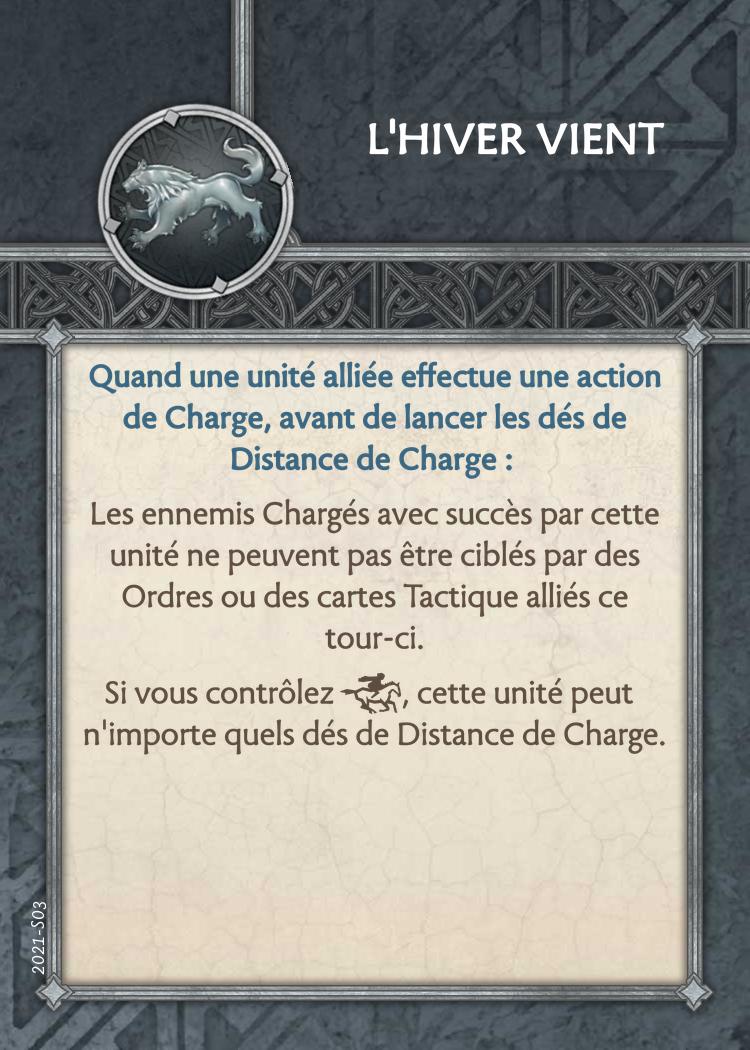 L'HIVER VIENT
Quand une unité alliée effectue une action
de Charge, avant de lancer les dés de
Distance de Charge :
Les ennemis Chargés avec succès par cette
unité ne peuvent pas être ciblés par des
Ordres ou des cartes Tactique alliés ce
tour-ci.
Si vous contrôlez , cette unité peut
n'importe quels dés de Distance de Charge.
2021-S03